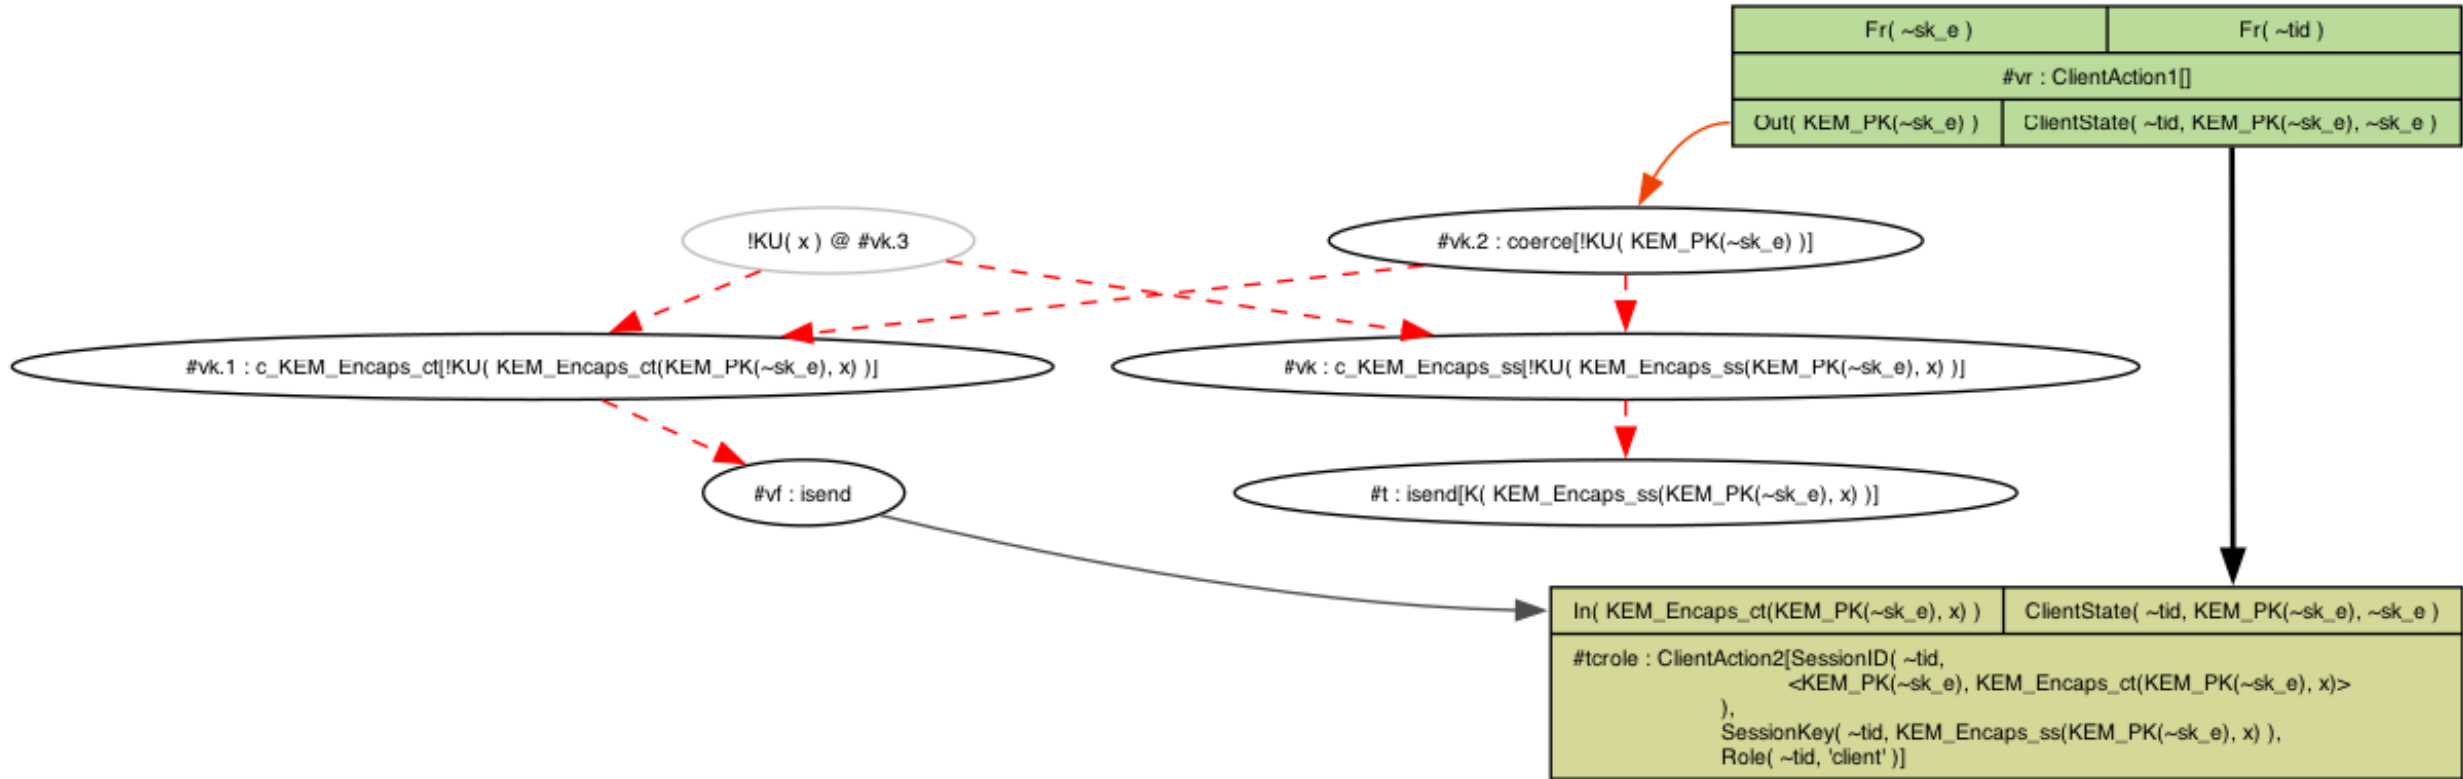 Fr( ~sk_e )
Fr( ~tid )
#vr : ClientAction1[]
Out( KEM_PK(~sk_e) )
ClientState( ~tid, KEM_PK(~sk_e), ~sk_e )
!KU( x ) @ #vk.3
#vk.2 : coerce[!KU( KEM_PK(~sk_e) )]
#vk.1 : c_KEM_Encaps_ct[!KU( KEM_Encaps_ct(KEM_PK(~sk_e), x) )]
#vk : c_KEM_Encaps_ss[!KU( KEM_Encaps_ss(KEM_PK(~sk_e), x) )]
#vf : isend
#t : isend[K( KEM_Encaps_ss(KEM_PK(~sk_e), x) )]
In( KEM_Encaps_ct(KEM_PK(~sk_e), x) )
ClientState( ~tid, KEM_PK(~sk_e), ~sk_e )
#tcrole : ClientAction2[SessionID( ~tid,
<KEM_PK(~sk_e), KEM_Encaps_ct(KEM_PK(~sk_e), x)>
),
SessionKey( ~tid, KEM_Encaps_ss(KEM_PK(~sk_e), x) ),
Role( ~tid, 'client' )]